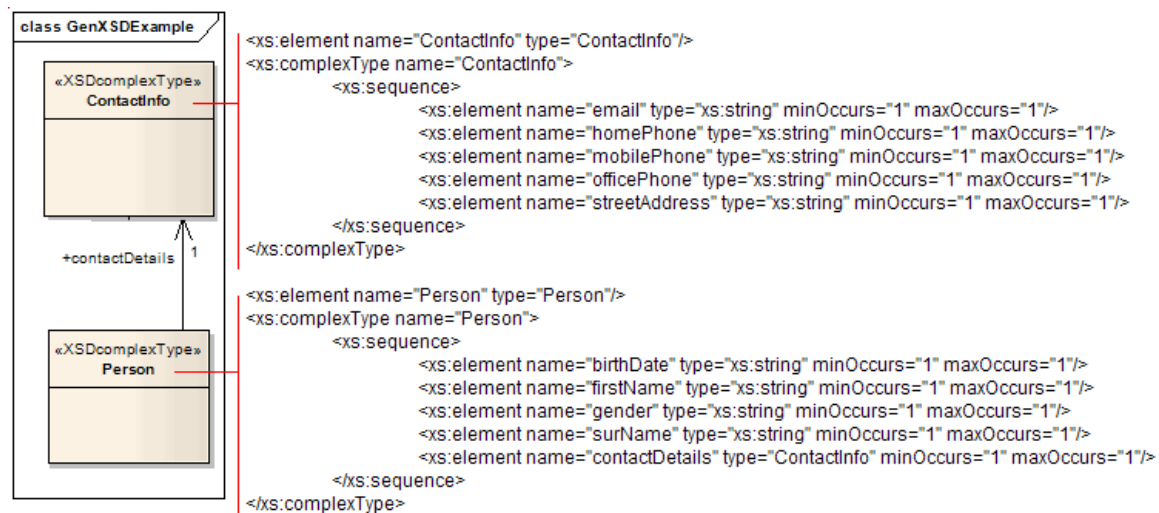 class GenXSDExample
«XSDcomplexType»
ContactInfo
+contactDetails
1
«XSDcomplexType»
Person
<xs:element name="ContactInfo" type="ContactInfo"/>
<xs:complexType name="ContactInfo">
<xs:sequence>
<xs:element name="email" type="xs:string" minOccurs="1" maxOccurs="1"/>
<xs:element name="homePhone" type="xs:string" minOccurs="1" maxOccurs="1"/>
<xs:element name="mobilePhone" type="xs:string" minOccurs="1" maxOccurs="1"/>
<xs:element name="officePhone" type="xs:string" minOccurs="1" maxOccurs="1"/>
<xs:element name="streetAddress" type="xs:string" minOccurs="1" maxOccurs="1"/>
</xs:sequence>
</xs:complexType>
<xs:element name="Person" type="Person"/>
<xs:complexType name="Person">
<xs:sequence>
<xs:element name="birthDate" type="xs:string" minOccurs="1" maxOccurs="1"/>
<xs:element name="firstName" type="xs:string" minOccurs="1" maxOccurs="1"/>
<xs:element name="gender" type="xs:string" minOccurs="1" maxOccurs="1"/>
<xs:element name="surName" type="xs:string" minOccurs="1" maxOccurs="1"/>
<xs:element name="contactDetails" type="ContactInfo" minOccurs="1" maxOccurs="1"/>
</xs:sequence>
</xs:complexType>